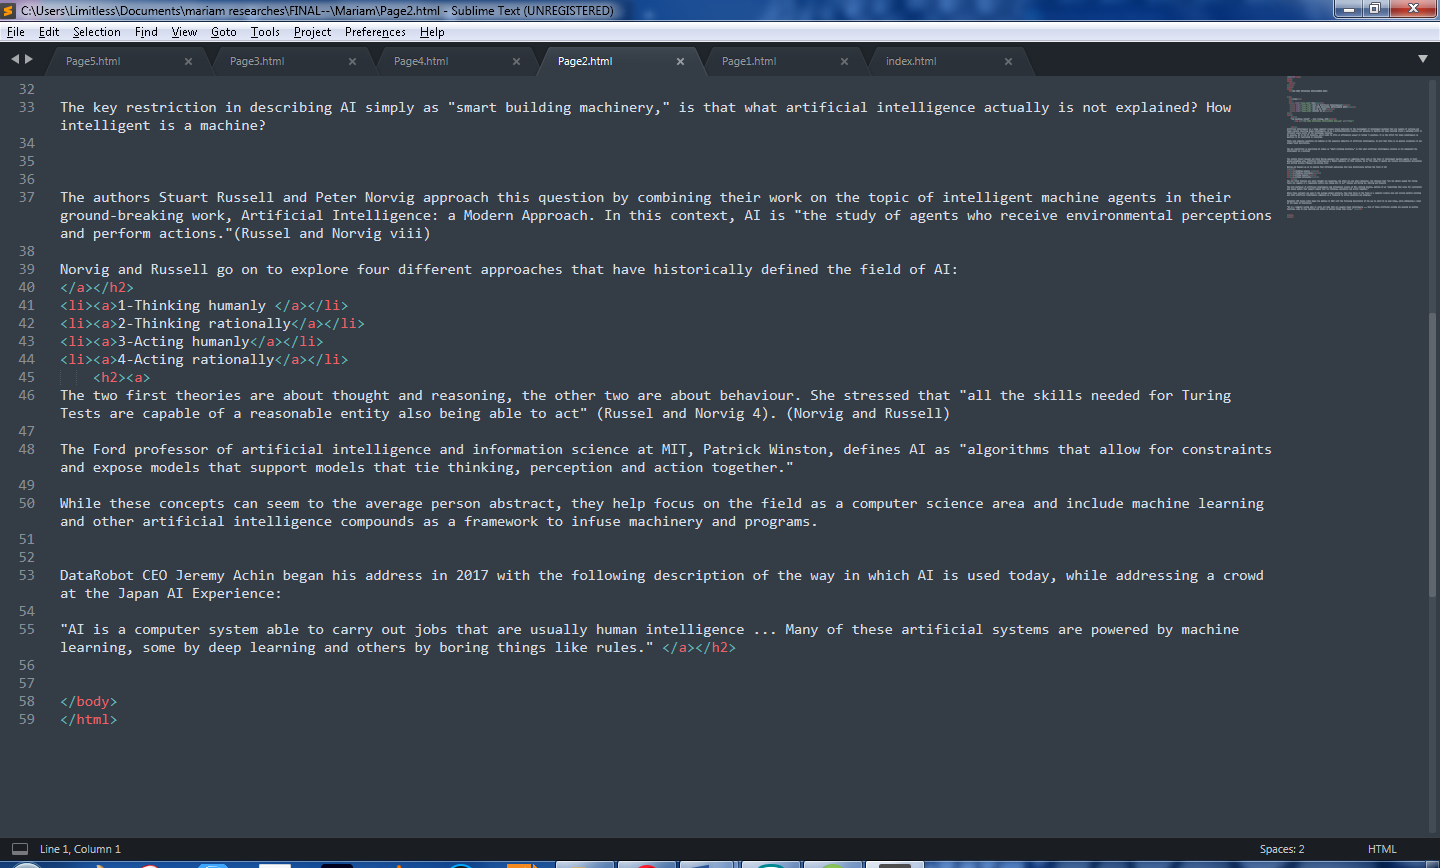 C:\Users\Limitless\Documents\mariam researches\FINAL--\Mariam\Page2.html - Sublime Text (UNREGISTERED)
File Edit Selection Find View Goto Tools Project Preferences Help
Page5.html Page3.html Page4.html Page2.html Page1.html index.html
32
33 The key restriction in describing AI simply as "smart building machinery," is that what artificial intelligence actually is not explained? How
intelligent is a machine?
34
35
36
37 The authors Stuart Russell and Peter Norvig approach this question by combining their work on the topic of intelligent machine agents in their
ground-breaking work, Artificial Intelligence: a Modern Approach. In this context, AI is "the study of agents who receive environmental perceptions
and perform actions."(Russel and Norvig viii)
38
39 Norvig and Russell go on to explore four different approaches that have historically defined the field of AI:
40 </a></h2>
41 <li><a>1-Thinking humanly </a></li>
42 <li><a>2-Thinking rationally</a></li>
43 <li><a>3-Acting humanly</a></li>
44 <li><a>4-Acting rationally</a></li>
45 <h2><a>
46 The two first theories are about thought and reasoning, the other two are about behaviour. She stressed that "all the skills needed for Turing
Tests are capable of a reasonable entity also being able to act" (Russel and Norvig 4). (Norvig and Russell)
47
48 The Ford professor of artificial intelligence and information science at MIT, Patrick Winston, defines AI as "algorithms that allow for constraints
and expose models that support models that tie thinking, perception and action together."
49
50 While these concepts can seem to the average person abstract, they help focus on the field as a computer science area and include machine learning
and other artificial intelligence compounds as a framework to infuse machinery and programs.
51
52
53 DataRobot CEO Jeremy Achin began his address in 2017 with the following description of the way in which AI is used today, while addressing a crowd
at the Japan AI Experience:
54
55 "AI is a computer system able to carry out jobs that are usually human intelligence ... Many of these artificial systems are powered by machine
learning, some by deep learning and others by boring things like rules." </a></h2>
56
57
58 </body>
59 </html>
Line 1, Column 1 Spaces: 2 HTML